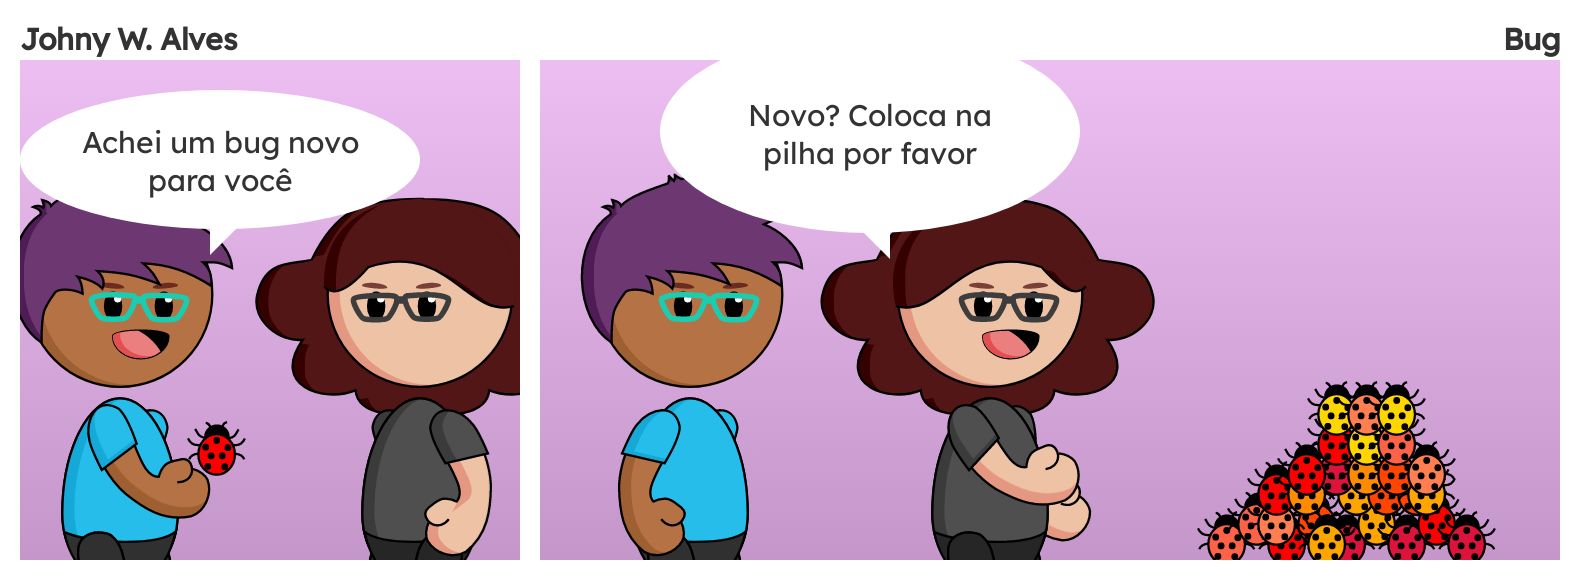 Johny W. Alves
Bug
Achei um bug novo
para você
Novo? Coloca na
pilha por favor